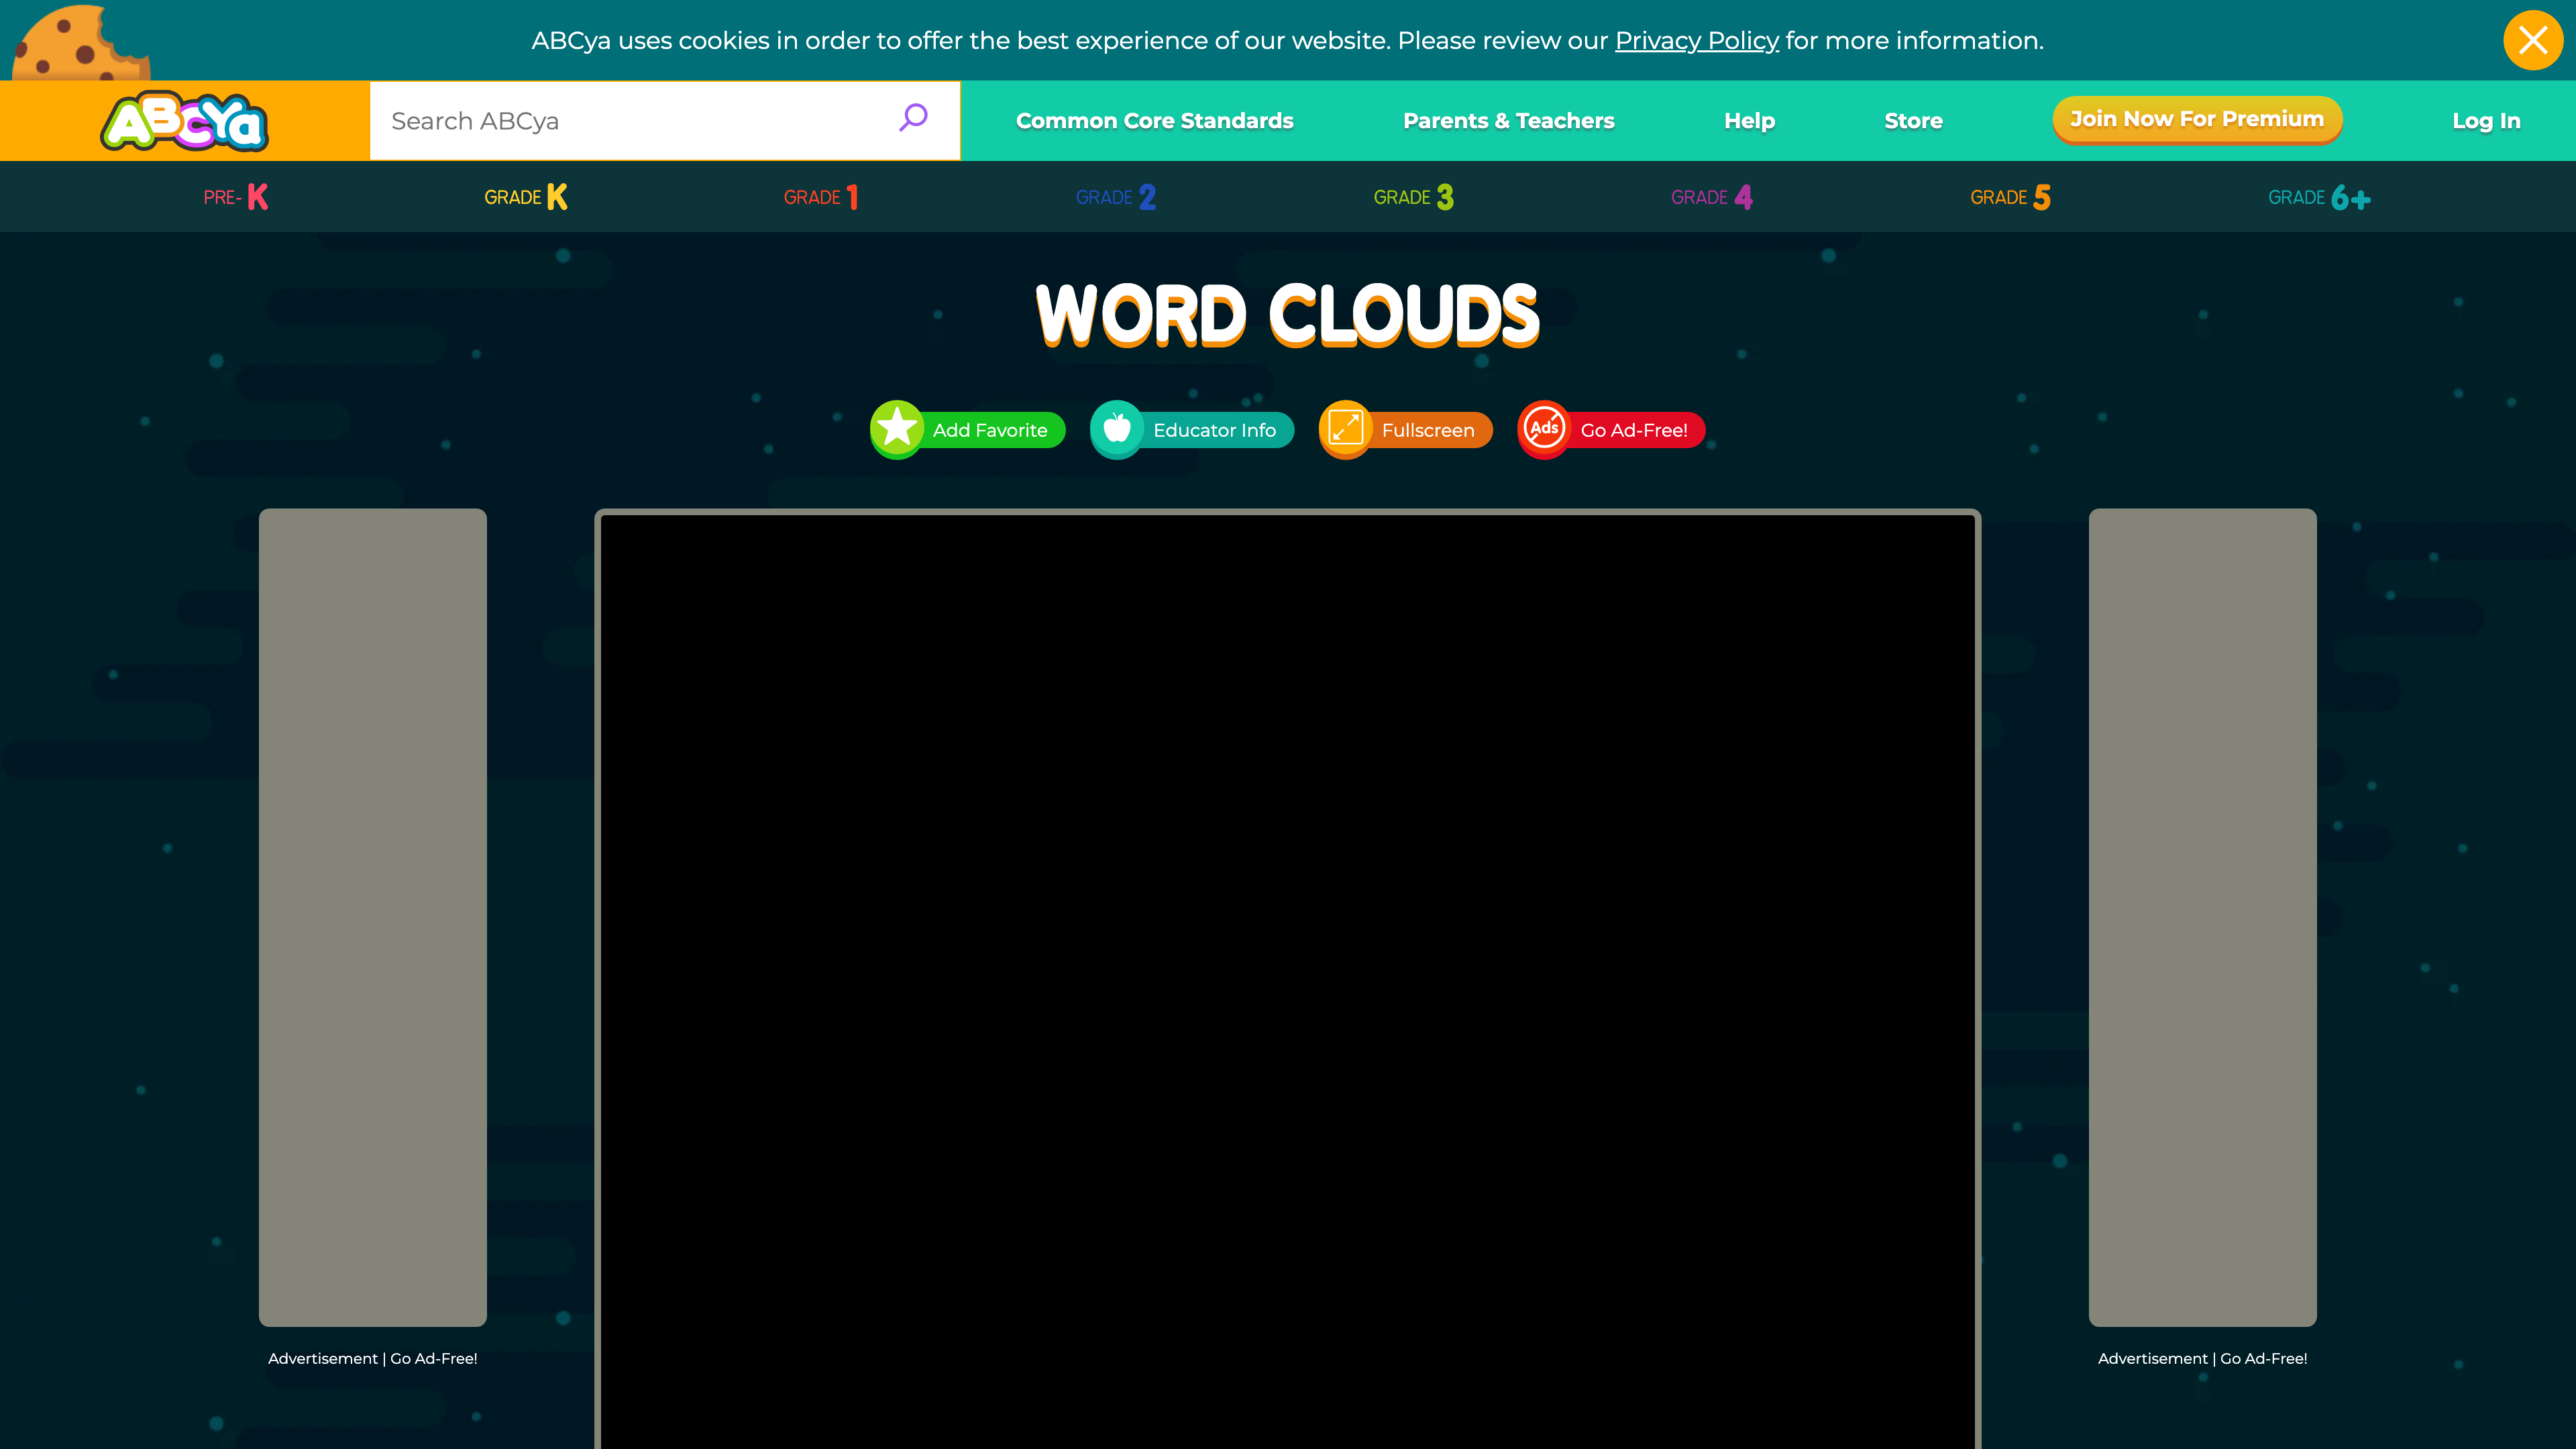 ABCya uses cookies in order to offer the best experience of our website. Please review our Privacy Policy for more information.
ABCYa
Search ABCya
Common Core Standards
Parents & Teachers
Help
Store
Join Now For Premium
Log In
PRE-K
GRADE K
GRADE 1
GRADE 2
GRADE 3
GRADE 4
GRADE 5
GRADE 6+
WORD CLOUDS
Add Favorite
Educator Info
Fullscreen
Ads
Go Ad-Free!
Advertisement | Go Ad-Free!
Advertisement | Go Ad-Free!